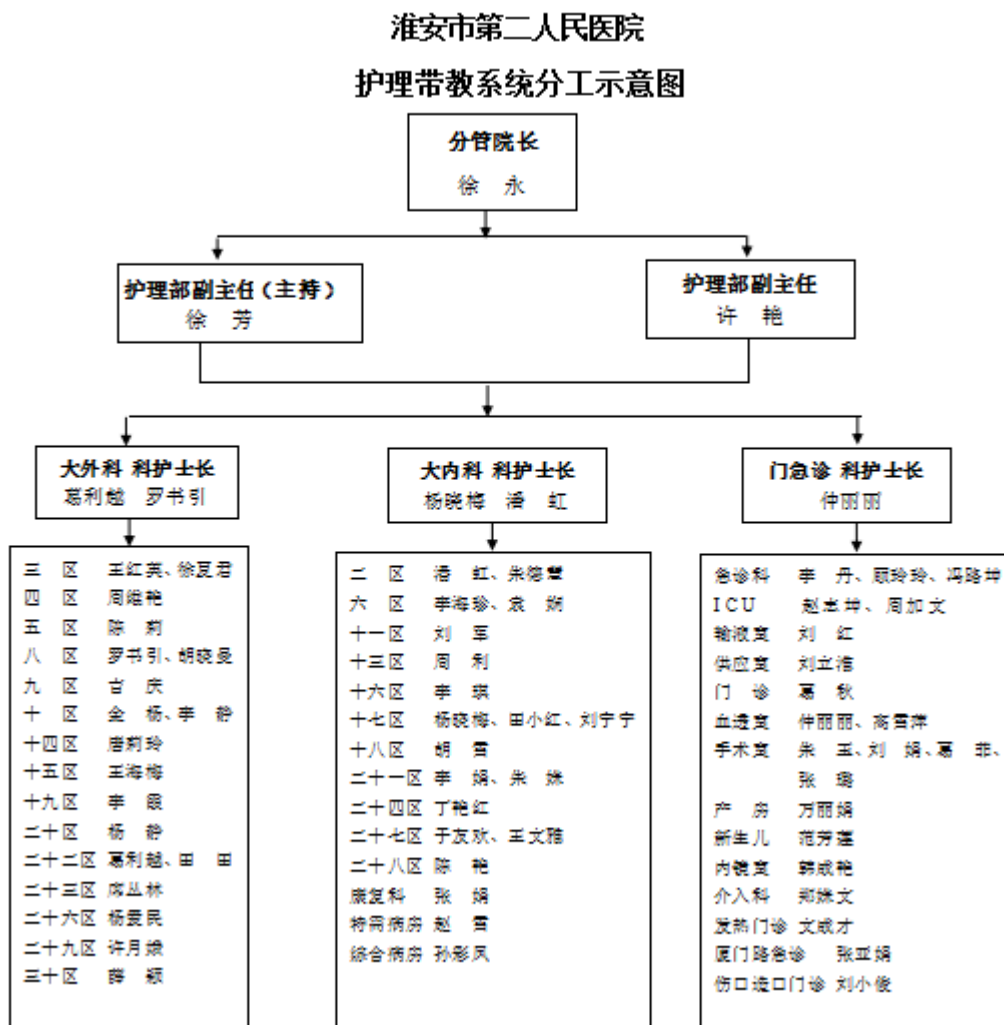 淮安市第二人民医院
护理带教系统分工示意图
分管院长
徐 永
护理部副主任（主持）
徐 芳
护理部副主任
许 艳
大外科 科护士长
葛利越 罗书引
大内科 科护士长
杨晓梅 潘 虹
门急诊 科护士长
仲丽丽
三 区 王红英、徐夏君
四 区 周维艳
五 区 陈 莉
八 区 罗书引、胡晓曼
九 区 吉 庆
十 区 金 杨、李 静
十四区 唐莉玲
十五区 王海梅
十九区 李 霞
二十区 杨 静
二十二区 葛利越、田 田
二十三区 席丛林
二十六区 杨爱民
二十九区 许月娥
三十区 薛 颖
二 区 潘 虹、朱德慧
六 区 李海珍、袁 娴
十一区 刘 军
十三区 周 利
十六区 李 琪
十七区 杨晓梅、田小红、刘宁宁
十八区 胡 雪
二十一区 李 娟、朱 姝
二十四区 丁艳红
二十七区 于友欢、王文雅
二十八区 陈 艳
康复科 张 娟
特需病房 赵 雪
综合病房 孙彩凤
急诊科 李 丹、顾玲玲、冯路坤
ICU 赵志坤、周加文
输液室 刘 红
供应室 刘立浩
门 诊 葛 秋
血透室 仲丽丽、高雪萍
手术室 朱 玉、刘 娟、葛 菲、
张 璐
产 房 万丽娟
新生儿 范芳莲
内镜室 韩成艳
介入科 郑姝文
发热门诊 文成才
厦门路急诊 张亚娟
伤口造口门诊 刘小俊